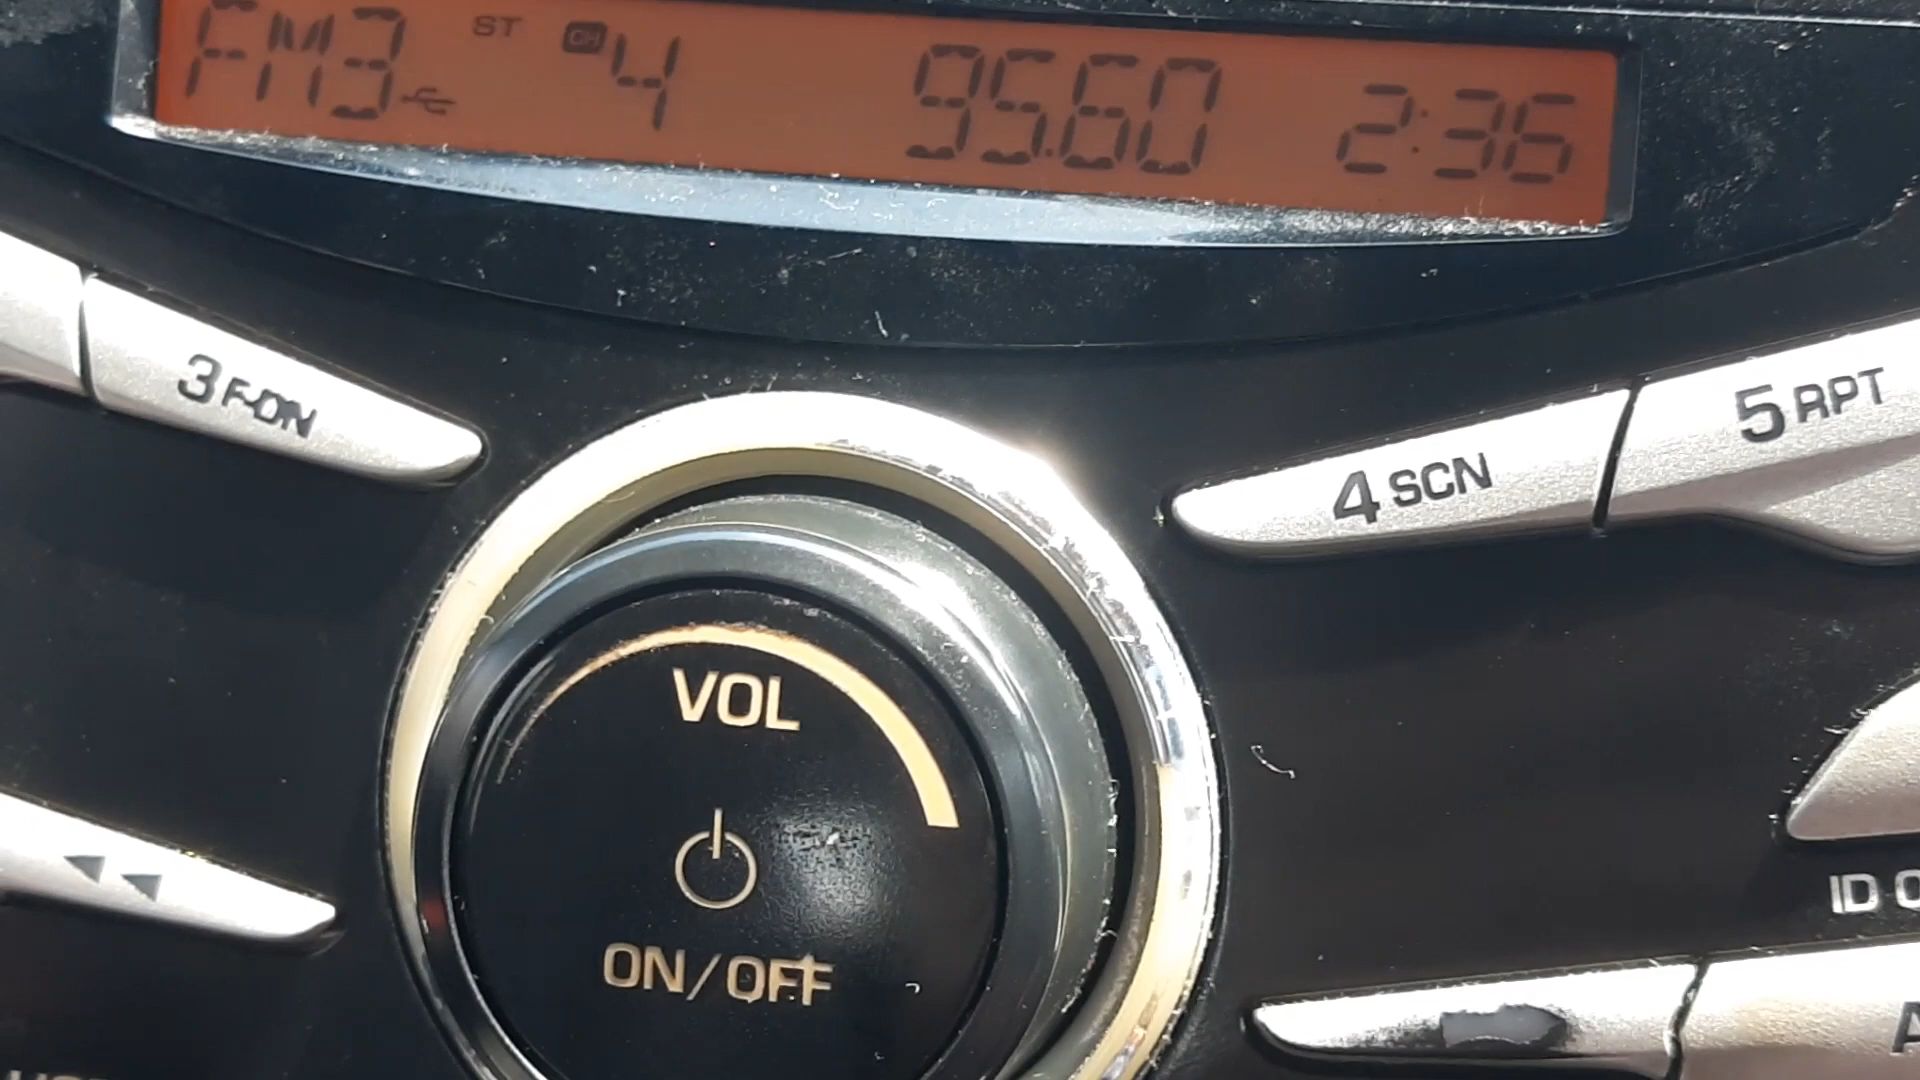 FM3 ST CH 4 95.60 2:36
3 F-DN
4 SCN
5 RPT
VOL
ON/OFF
ID